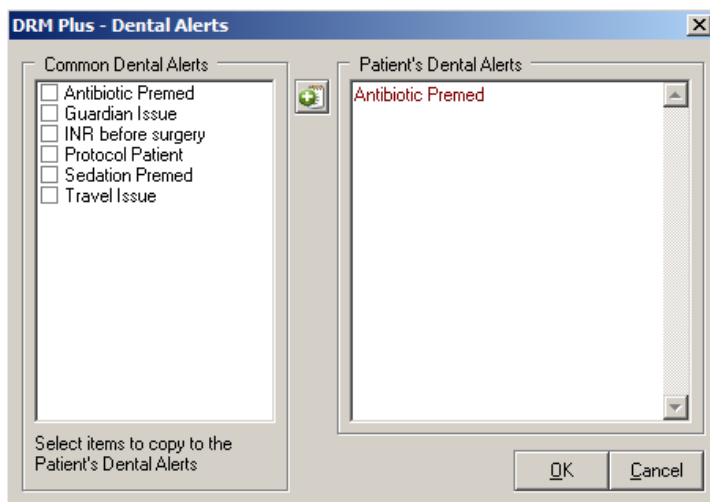 DRM Plus - Dental Alerts
Common Dental Alerts
Antibiotic Premed
Guardian Issue
INR before surgery
Protocol Patient
Sedation Premed
Travel Issue
Select items to copy to the
Patient's Dental Alerts
Patient's Dental Alerts
Antibiotic Premed
OK
Cancel